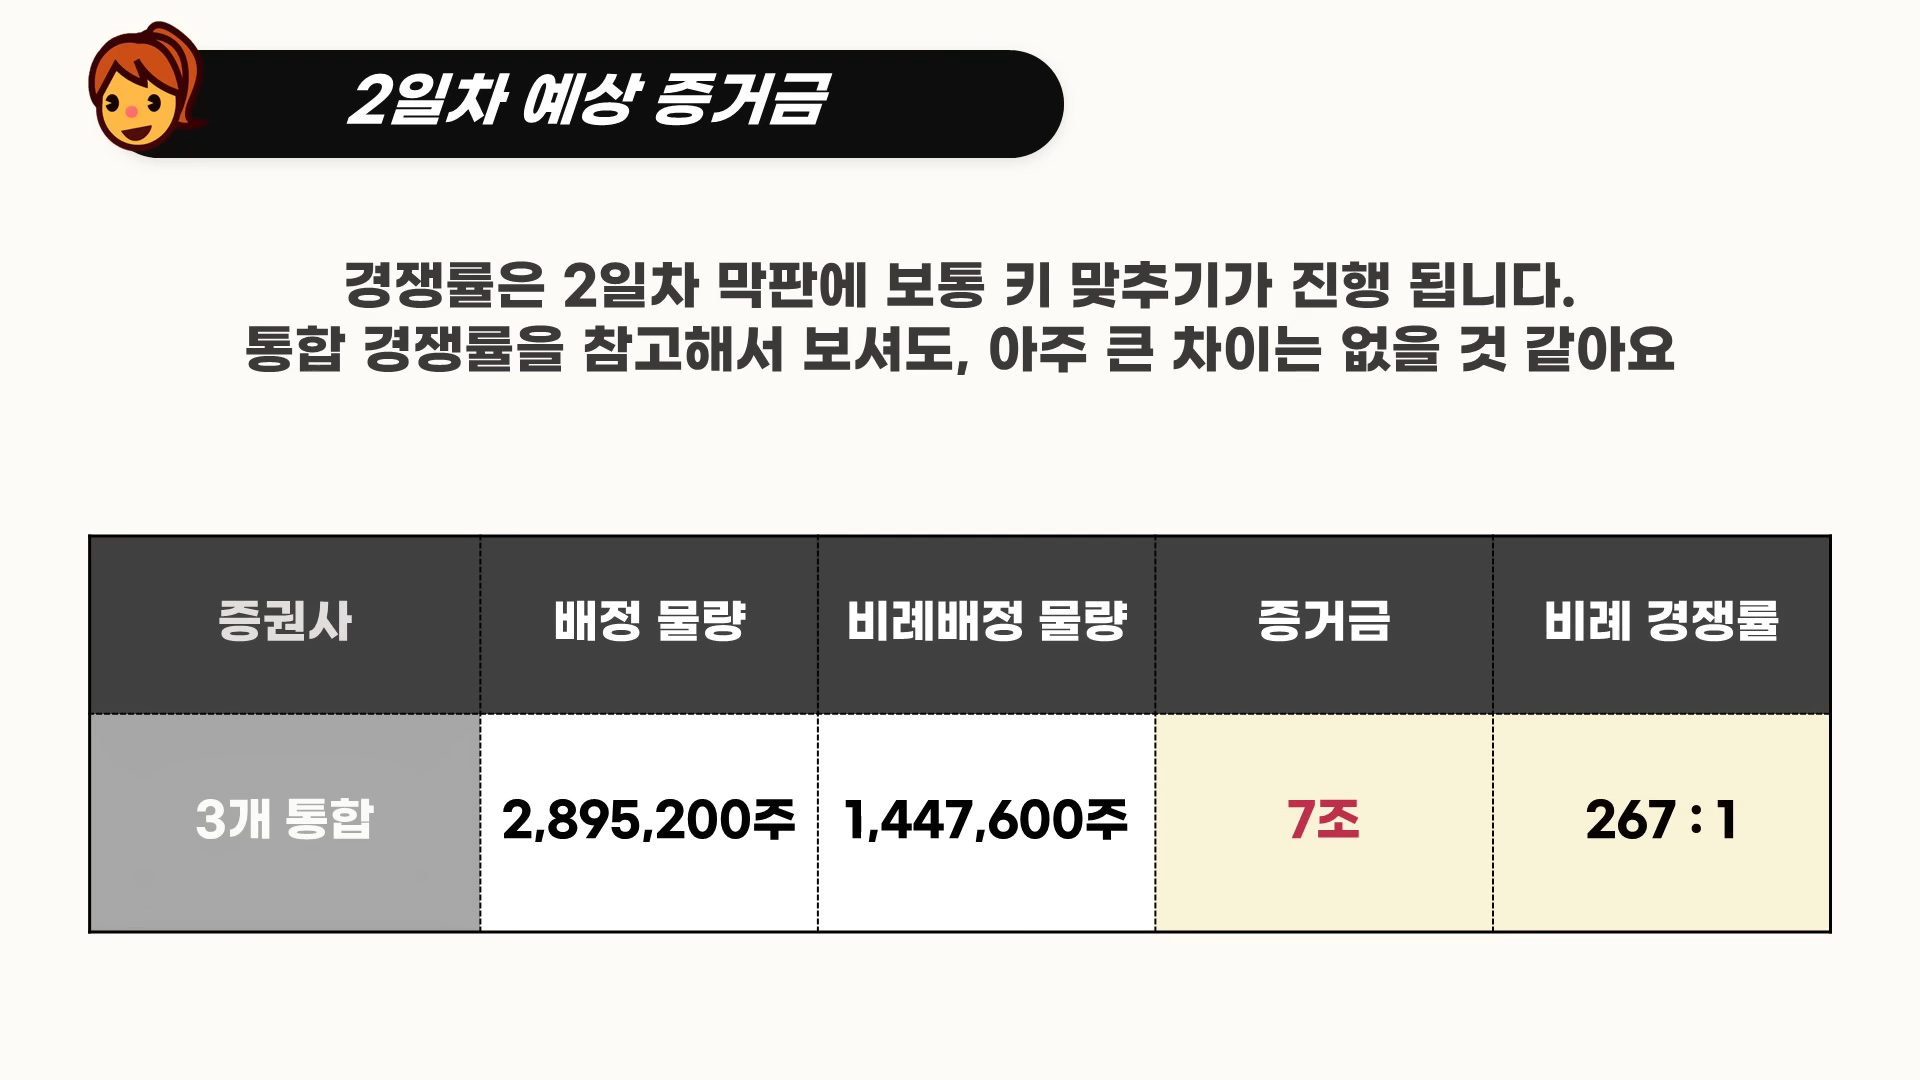 2일차 예상 증거금
경쟁률은 2일차 막판에 보통 키 맞추기가 진행 됩니다.
통합 경쟁률을 참고해서 보셔도, 아주 큰 차이는 없을 것 같아요
증권사 배정 물량 비례배정 물량 증거금 비례 경쟁률
3개 통합 2,895,200주 1,447,600주 7조 267 : 1